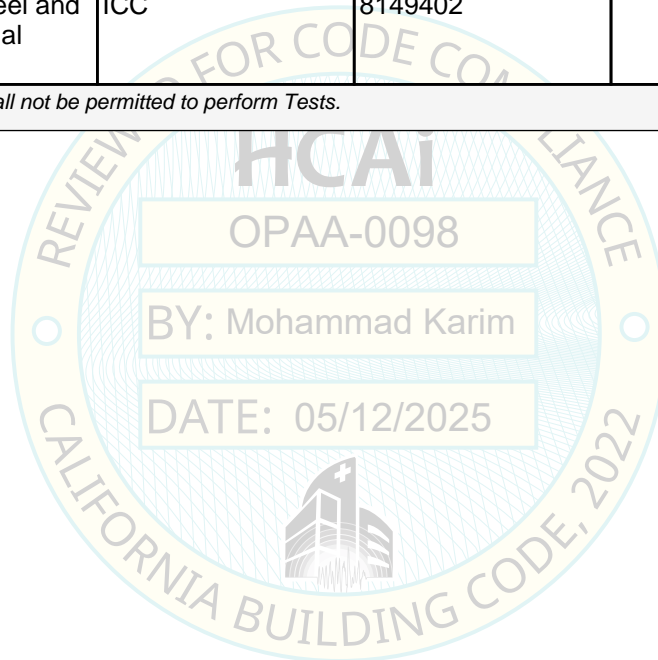 eel and ICC 8149402
al
all not be permitted to perform Tests.
REVIEWED FOR CODE COMPLIANCE
HCAi
OPAA-0098
BY: Mohammad Karim
DATE: 05/12/2025
CALIFORNIA BUILDING CODE, 2022